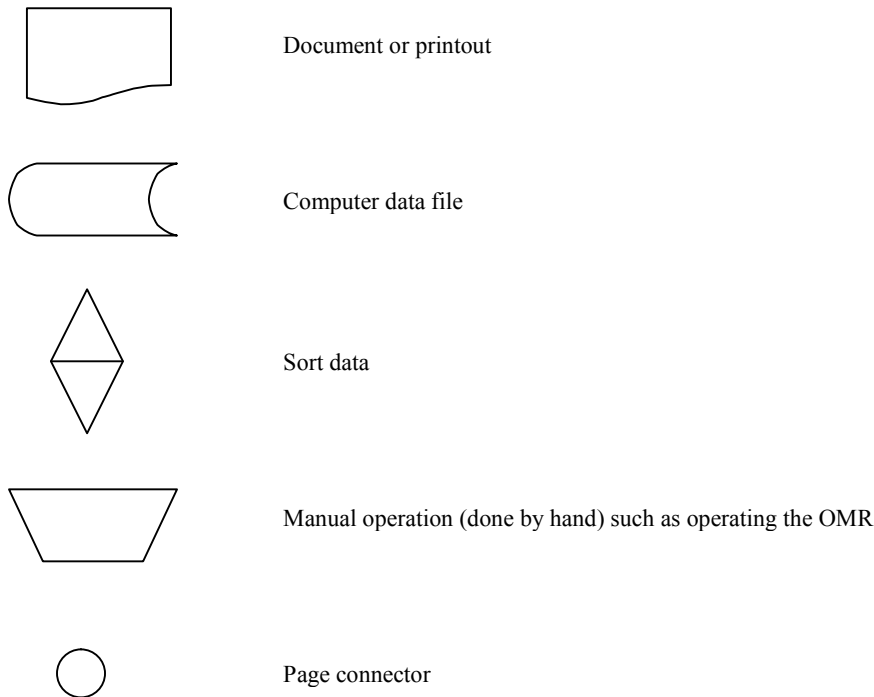 Document or printout
Computer data file
Sort data
Manual operation (done by hand) such as operating the OMR
Page connector